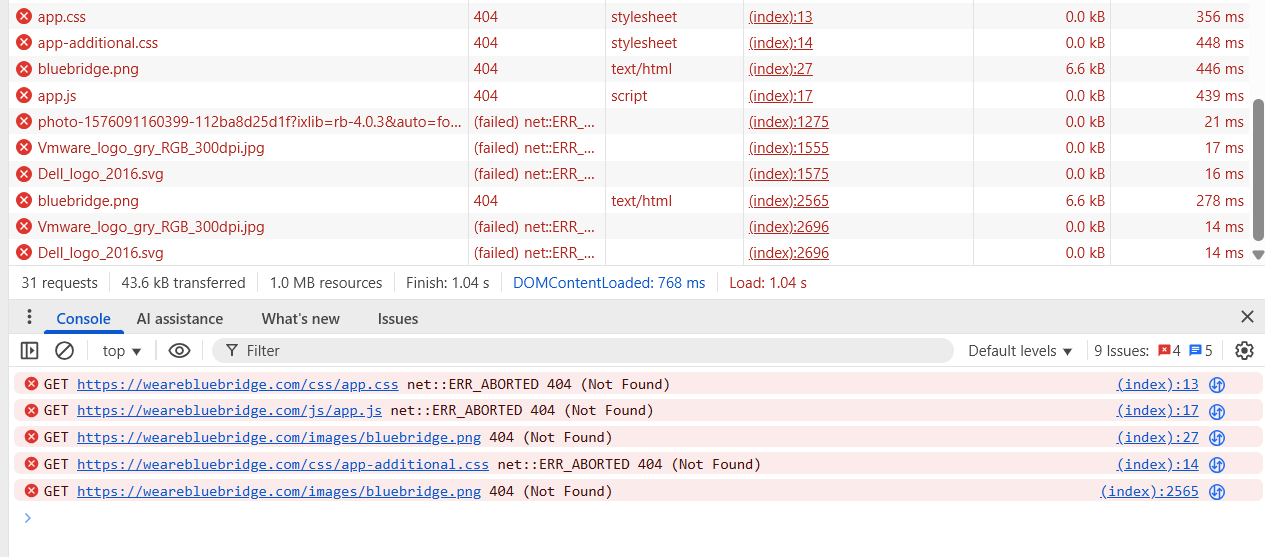 app.css 404 stylesheet (index):13 0.0 kB 356 ms
app-additional.css 404 stylesheet (index):14 0.0 kB 448 ms
bluebridge.png 404 text/html (index):27 6.6 kB 446 ms
app.js 404 script (index):17 0.0 kB 439 ms
photo-1576091160399-112ba8d25d1f?ixlib=rb-4.0.3&auto=fo... (failed) net::ERR_... (index):1275 0.0 kB 21 ms
Vmware_logo_gry_RGB_300dpi.jpg (failed) net::ERR_... (index):1555 0.0 kB 17 ms
Dell_logo_2016.svg (failed) net::ERR_... (index):1575 0.0 kB 16 ms
bluebridge.png 404 text/html (index):2565 6.6 kB 278 ms
Vmware_logo_gry_RGB_300dpi.jpg (failed) net::ERR_... (index):2696 0.0 kB 14 ms
Dell_logo_2016.svg (failed) net::ERR_... (index):2696 0.0 kB 14 ms
31 requests 43.6 kB transferred 1.0 MB resources Finish: 1.04 s DOMContentLoaded: 768 ms Load: 1.04 s
Console AI assistance What's new Issues
top Filter Default levels 9 Issues: 4 5
GET https://wearebluebridge.com/css/app.css net::ERR_ABORTED 404 (Not Found) (index):13
GET https://wearebluebridge.com/js/app.js net::ERR_ABORTED 404 (Not Found) (index):17
GET https://wearebluebridge.com/images/bluebridge.png 404 (Not Found) (index):27
GET https://wearebluebridge.com/css/app-additional.css net::ERR_ABORTED 404 (Not Found) (index):14
GET https://wearebluebridge.com/images/bluebridge.png 404 (Not Found) (index):2565